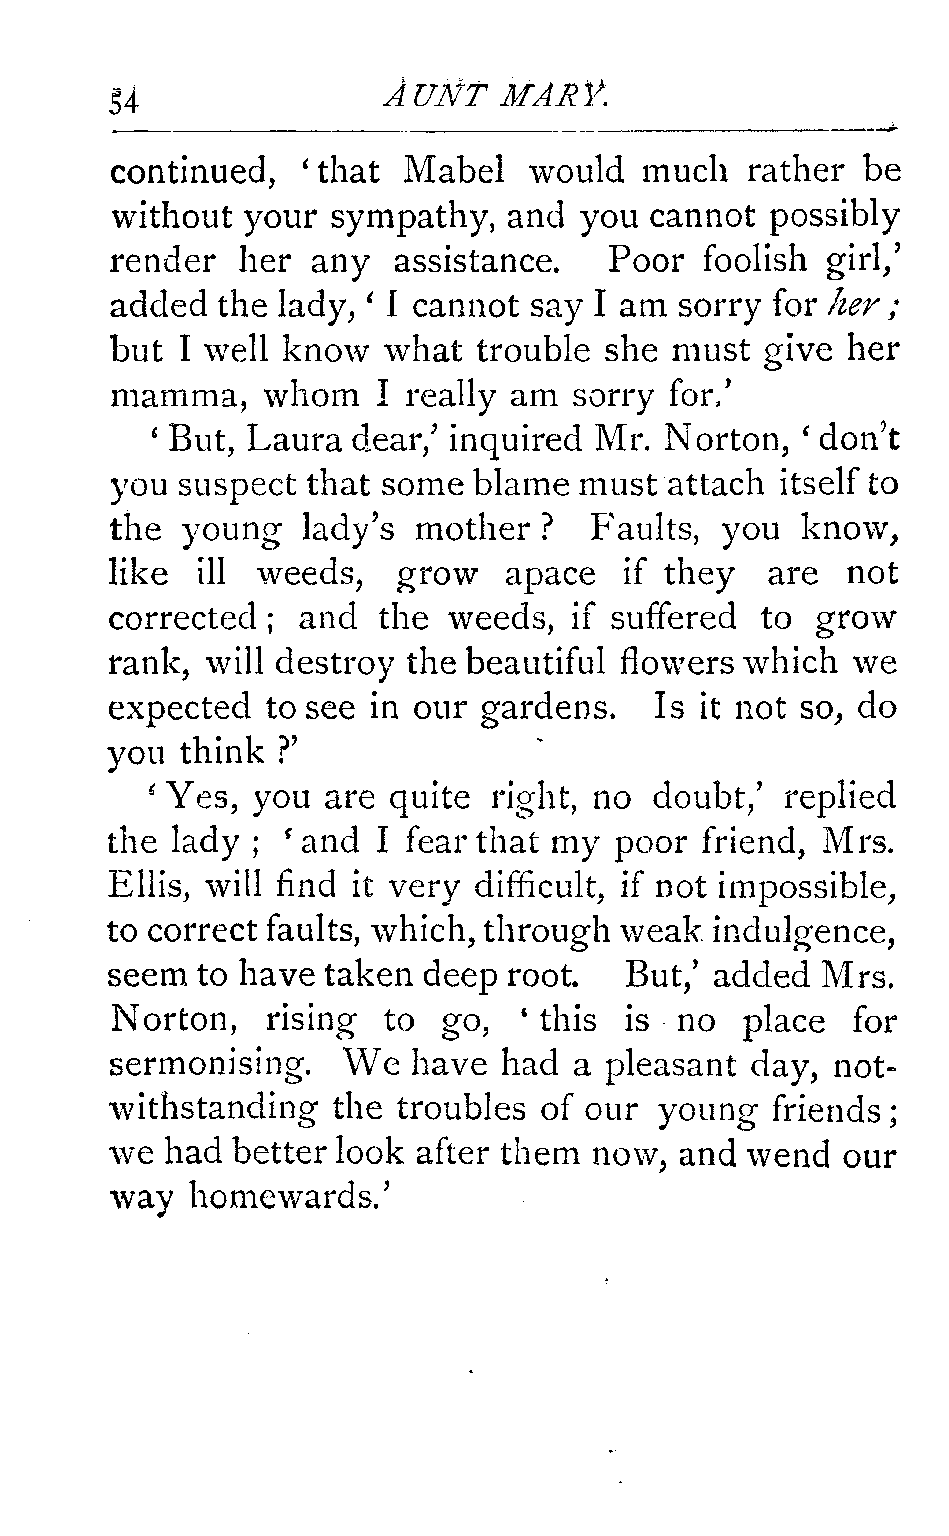 54 AUNT MARY.
continued, ‘that Mabel would much rather be
without your sympathy, and you cannot possibly
render her any assistance. Poor foolish girl,’
added the lady, ‘I cannot say I am sorry for her;
but I well know what trouble she must give her
mamma, whom I really am sorry for.’
‘But, Laura dear,’ inquired Mr. Norton, ‘don’t
you suspect that some blame must attach itself to
the young lady’s mother? Faults, you know,
like ill weeds, grow apace if they are not
corrected; and the weeds, if suffered to grow
rank, will destroy the beautiful flowers which we
expected to see in our gardens. Is it not so, do
you think?’
‘Yes, you are quite right, no doubt,’ replied
the lady; ‘and I fear that my poor friend, Mrs.
Ellis, will find it very difficult, if not impossible,
to correct faults, which, through weak indulgence,
seem to have taken deep root. But,’ added Mrs.
Norton, rising to go, ‘this is no place for
sermonising. We have had a pleasant day, not-
withstanding the troubles of our young friends;
we had better look after them now, and wend our
way homewards.’